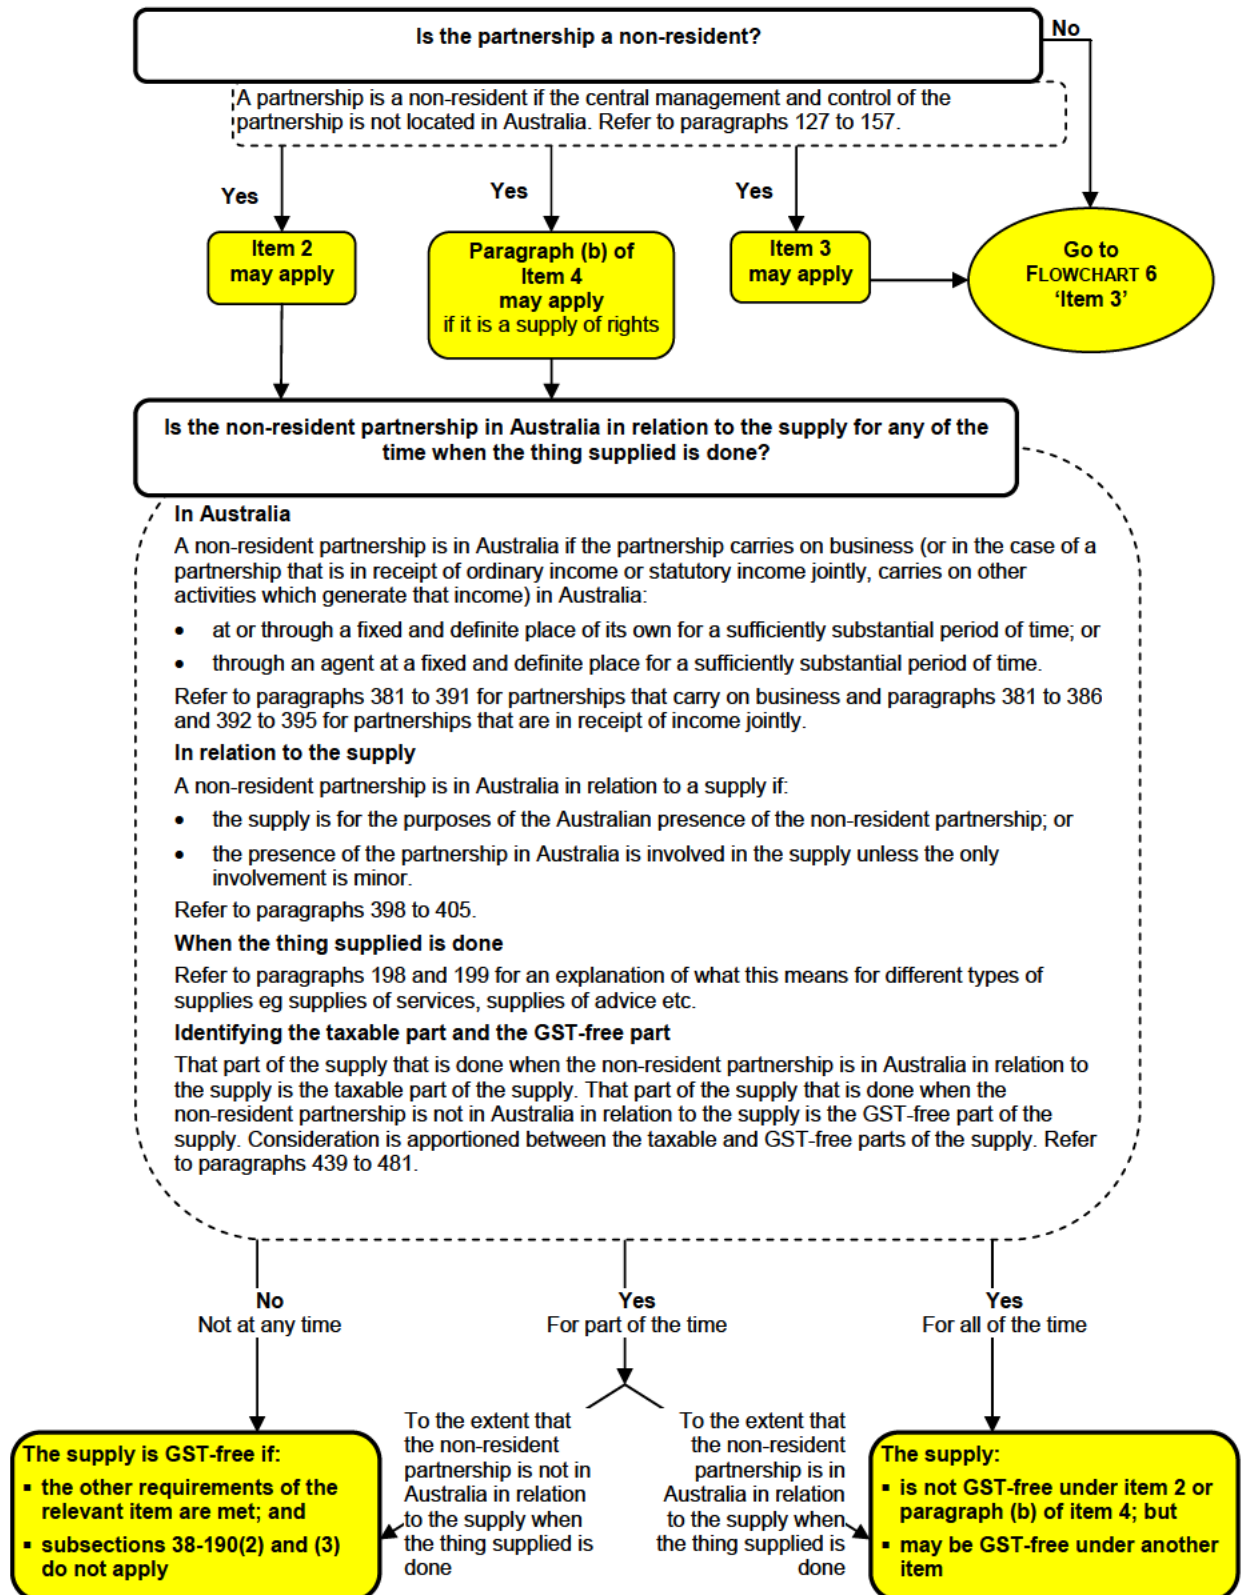 Is the partnership a non-resident?
No
A partnership is a non-resident if the central management and control of the
partnership is not located in Australia. Refer to paragraphs 127 to 157.
Yes
Yes
Yes
Item 2
may apply
Paragraph (b) of
Item 4
may apply
if it is a supply of rights
Item 3
may apply
Go to
FLOWCHART 6
‘Item 3’
Is the non-resident partnership in Australia in relation to the supply for any of the
time when the thing supplied is done?
In Australia
A non-resident partnership is in Australia if the partnership carries on business (or in the case of a
partnership that is in receipt of ordinary income or statutory income jointly, carries on other
activities which generate that income) in Australia:
• at or through a fixed and definite place of its own for a sufficiently substantial period of time; or
• through an agent at a fixed and definite place for a sufficiently substantial period of time.
Refer to paragraphs 381 to 391 for partnerships that carry on business and paragraphs 381 to 386
and 392 to 395 for partnerships that are in receipt of income jointly.
In relation to the supply
A non-resident partnership is in Australia in relation to a supply if:
• the supply is for the purposes of the Australian presence of the non-resident partnership; or
• the presence of the partnership in Australia is involved in the supply unless the only
involvement is minor.
Refer to paragraphs 398 to 405.
When the thing supplied is done
Refer to paragraphs 198 and 199 for an explanation of what this means for different types of
supplies eg supplies of services, supplies of advice etc.
Identifying the taxable part and the GST-free part
That part of the supply that is done when the non-resident partnership is in Australia in relation to
the supply is the taxable part of the supply. That part of the supply that is done when the
non-resident partnership is not in Australia in relation to the supply is the GST-free part of the
supply. Consideration is apportioned between the taxable and GST-free parts of the supply. Refer
to paragraphs 439 to 481.
No
Not at any time
Yes
For part of the time
Yes
For all of the time
The supply is GST-free if:
▪ the other requirements of the
relevant item are met; and
▪ subsections 38-190(2) and (3)
do not apply
To the extent that
the non-resident
partnership is not in
Australia in relation
to the supply when
the thing supplied is
done
To the extent that
the non-resident
partnership is in
Australia in relation
to the supply when
the thing supplied is
done
The supply:
▪ is not GST-free under item 2 or
paragraph (b) of item 4; but
▪ may be GST-free under another
item